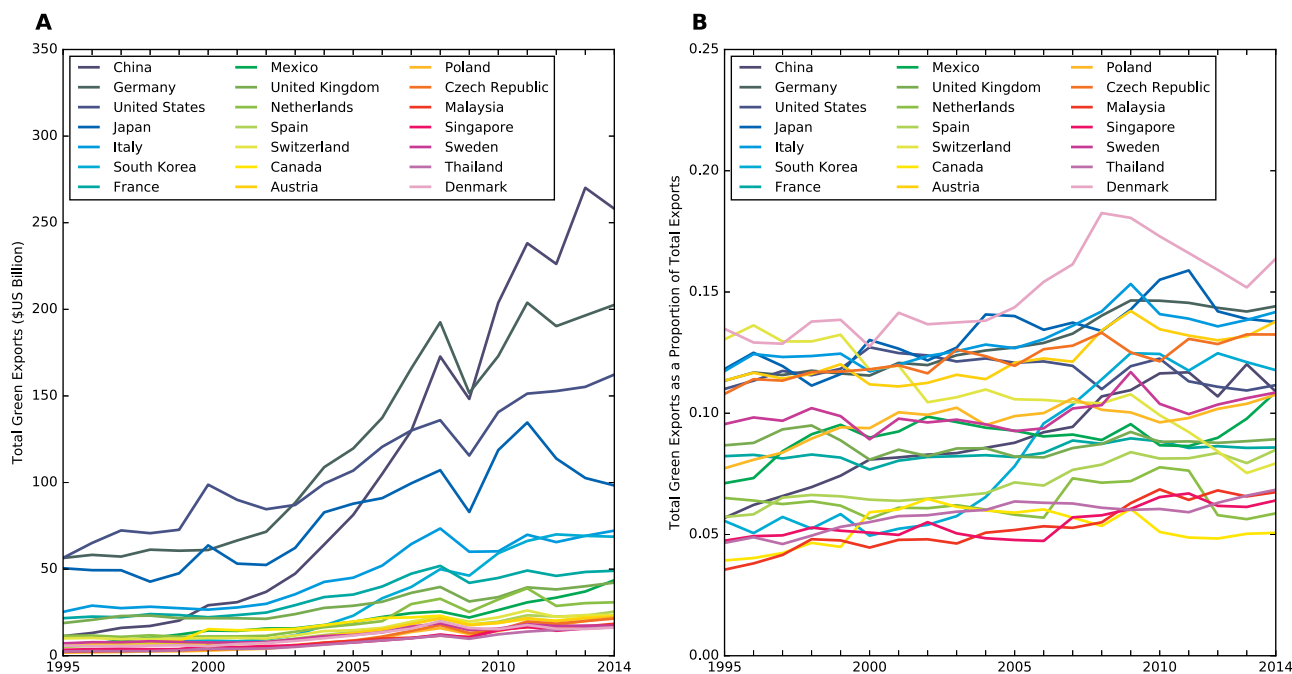 A
350
300
250
200
150
100
50
0
Total Green Exports ($US Billion)
China
Germany
United States
Japan
Italy
South Korea
France
Mexico
United Kingdom
Netherlands
Spain
Switzerland
Canada
Austria
Poland
Czech Republic
Malaysia
Singapore
Sweden
Thailand
Denmark
1995 2000 2005 2010 2014
B
0.25
0.20
0.15
0.10
0.05
0.00
Total Green Exports as a Proportion of Total Exports
China
Germany
United States
Japan
Italy
South Korea
France
Mexico
United Kingdom
Netherlands
Spain
Switzerland
Canada
Austria
Poland
Czech Republic
Malaysia
Singapore
Sweden
Thailand
Denmark
1995 2000 2005 2010 2014